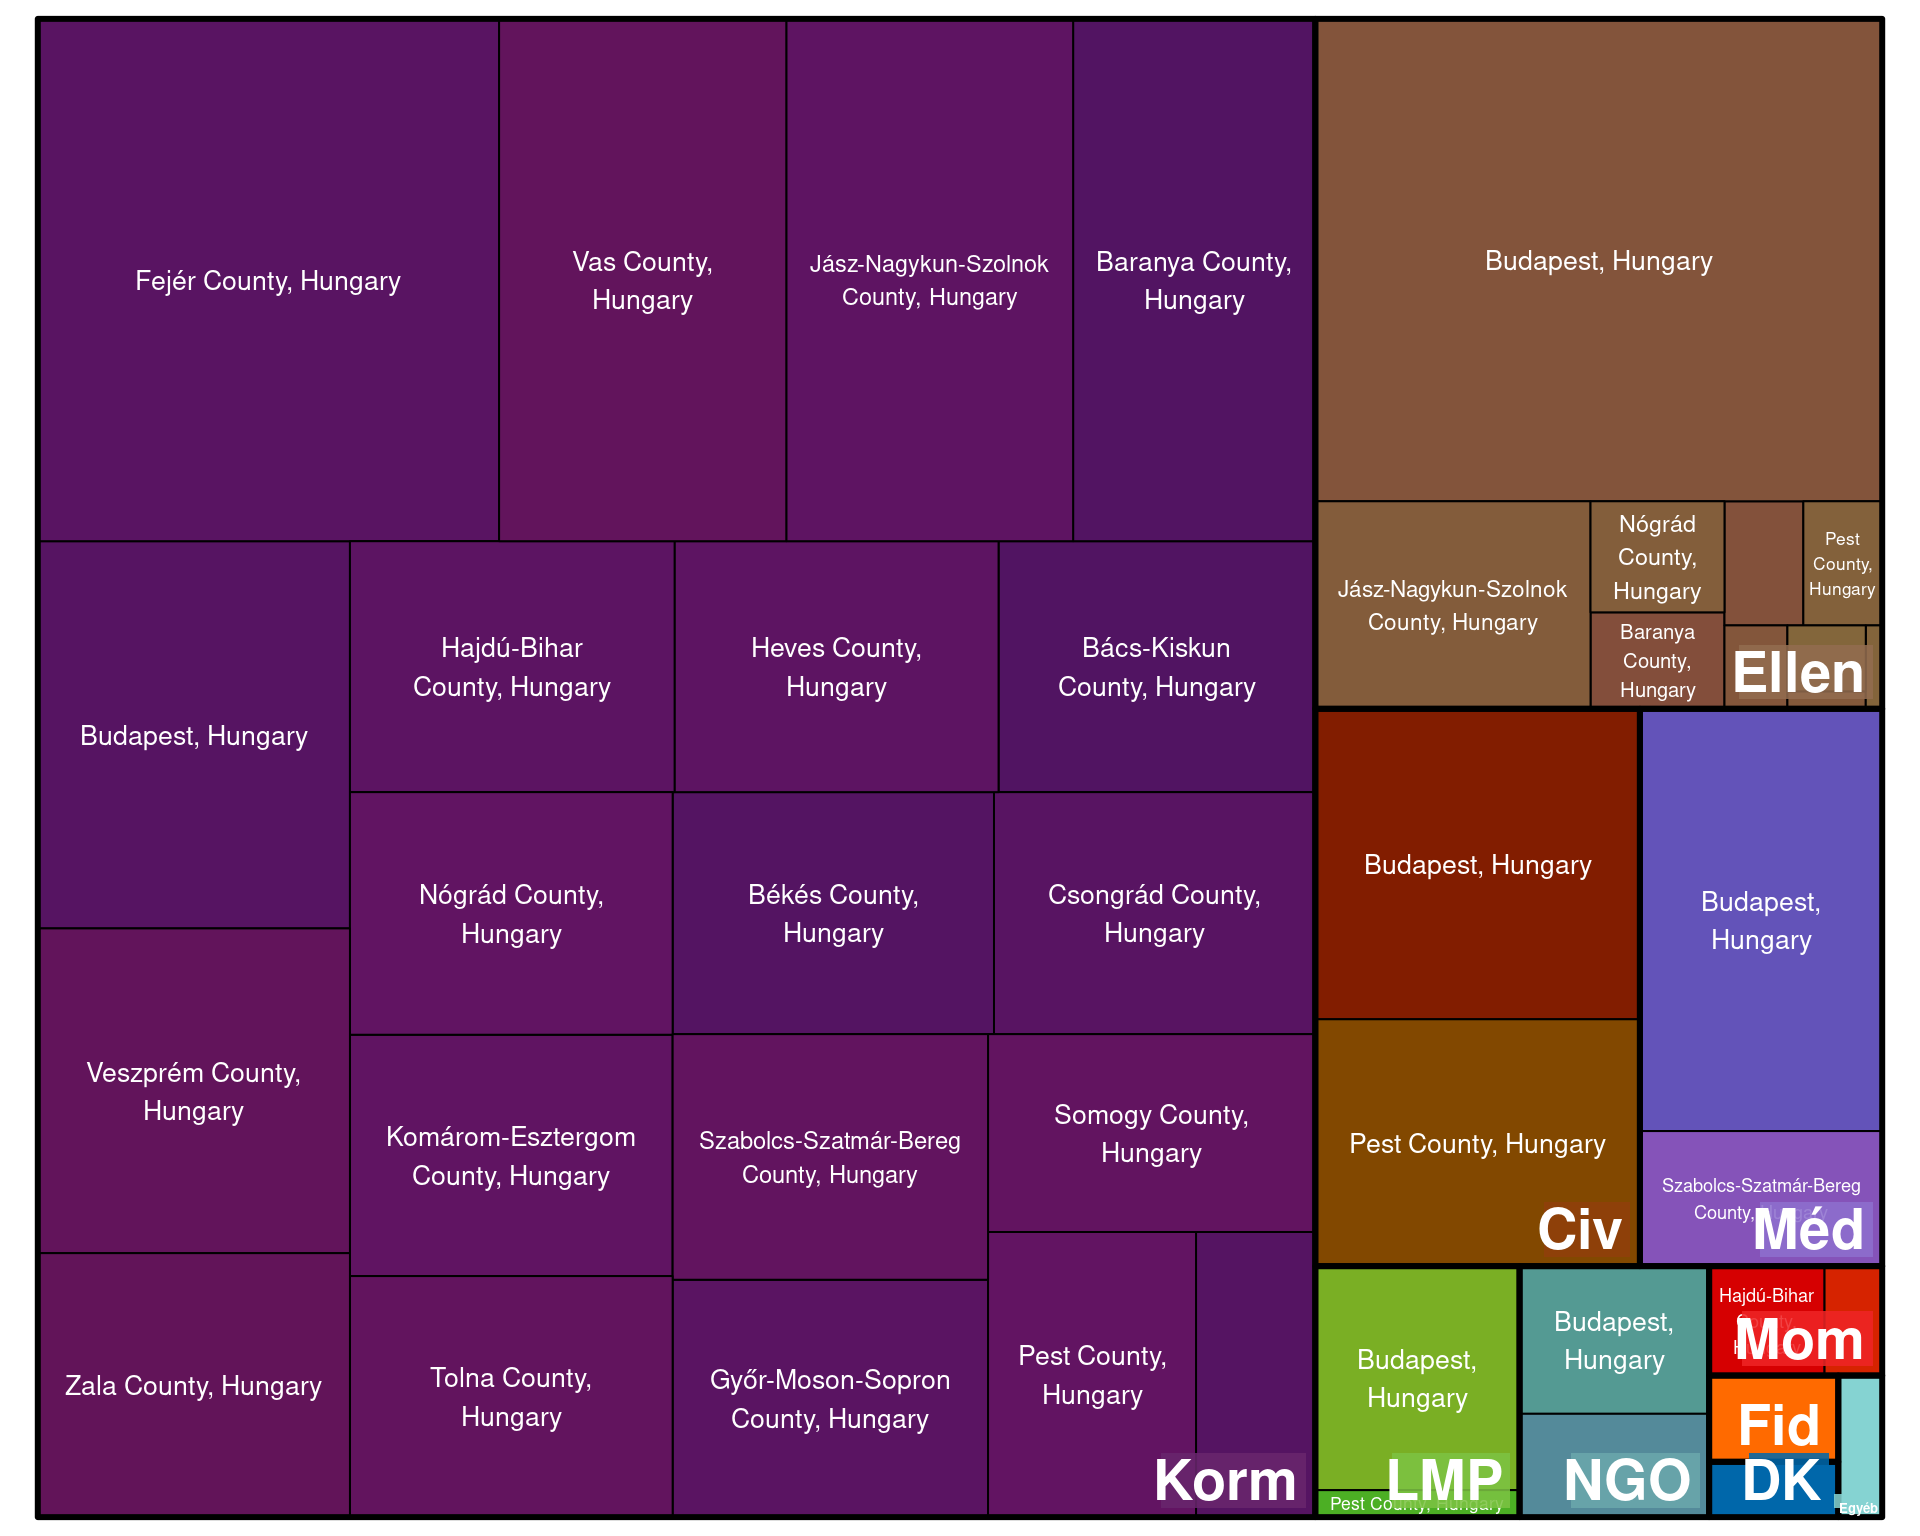 Fejér County, Hungary
Vas County,
Hungary
Jász-Nagykun-Szolnok
County, Hungary
Baranya County,
Hungary
Budapest, Hungary
Hajdú-Bihar
County, Hungary
Heves County,
Hungary
Bács-Kiskun
County, Hungary
Nógrád County,
Hungary
Békés County,
Hungary
Csongrád County,
Hungary
Veszprém County,
Hungary
Komárom-Esztergom
County, Hungary
Szabolcs-Szatmár-Bereg
County, Hungary
Somogy County,
Hungary
Zala County, Hungary
Tolna County,
Hungary
Győr-Moson-Sopron
County, Hungary
Pest County,
Hungary
Korm
Budapest, Hungary
Jász-Nagykun-Szolnok
County, Hungary
Nógrád
County,
Hungary
Baranya
County,
Hungary
Pest
County,
Hungary
Ellen
Budapest, Hungary
Pest County, Hungary
Civ
Budapest,
Hungary
Szabolcs-Szatmár-Bereg
County, Hungary
Méd
Budapest,
Hungary
Pest County, Hungary
LMP
Budapest,
Hungary
NGO
Hajdú-Bihar
County,
Mom
Fid
DK
Egyéb